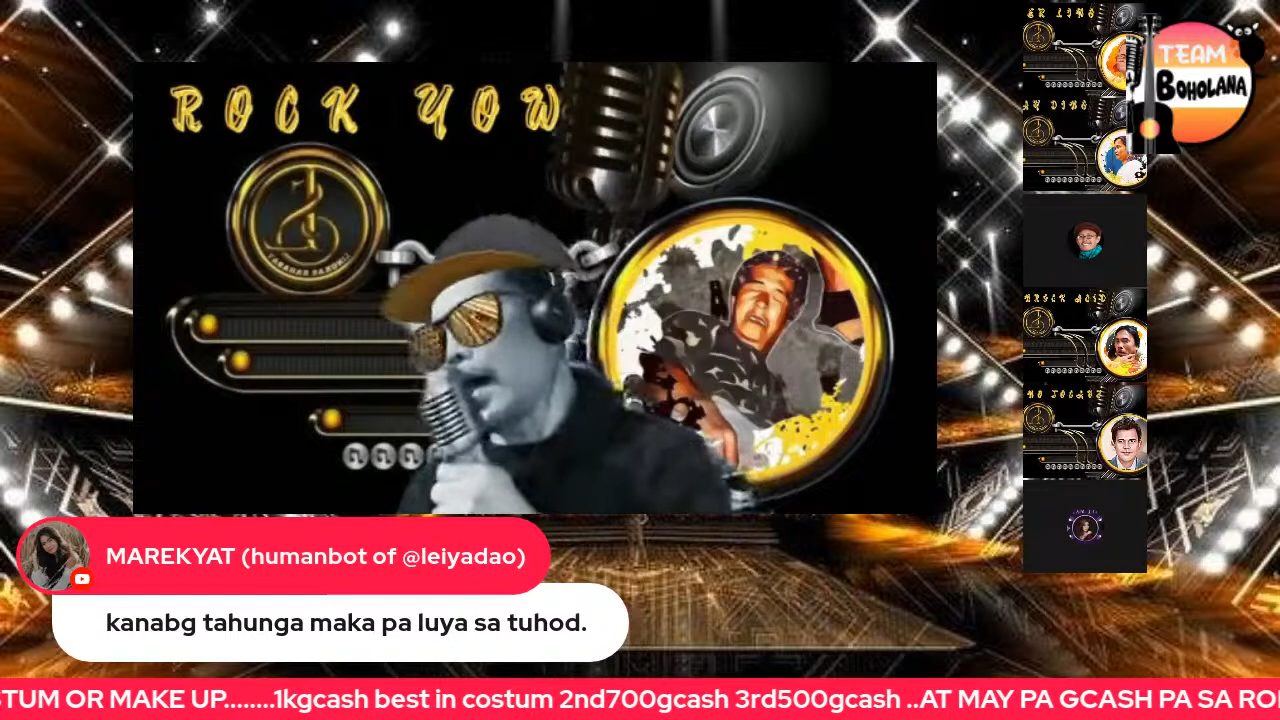 ROCK YOW
TEAM
BOHOLANA
MAREKYAT (humanbot of @leiyadao)
kanabg tahunga maka pa luya sa tuhod.
STUM OR MAKE UP........1kgcash best in costum 2nd700gcash 3rd500gcash ..AT MAY PA GCASH PA SA RO